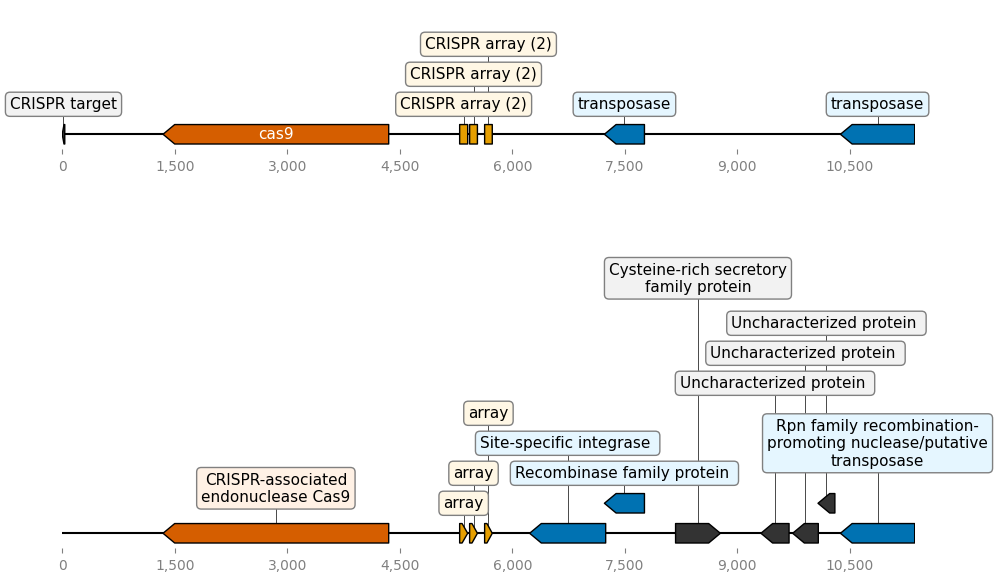 CRISPR array (2)
CRISPR array (2)
CRISPR target
CRISPR array (2)
transposase
transposase
cas9
0
1,500
3,000
4,500
6,000
7,500
9,000
10,500
Cysteine-rich secretory
family protein
Uncharacterized protein
Uncharacterized protein
Uncharacterized protein
array
Site-specific integrase
Rpn family recombination-
promoting nuclease/putative
transposase
CRISPR-associated
endonuclease Cas9
array
Recombinase family protein
array
0
1,500
3,000
4,500
6,000
7,500
9,000
10,500